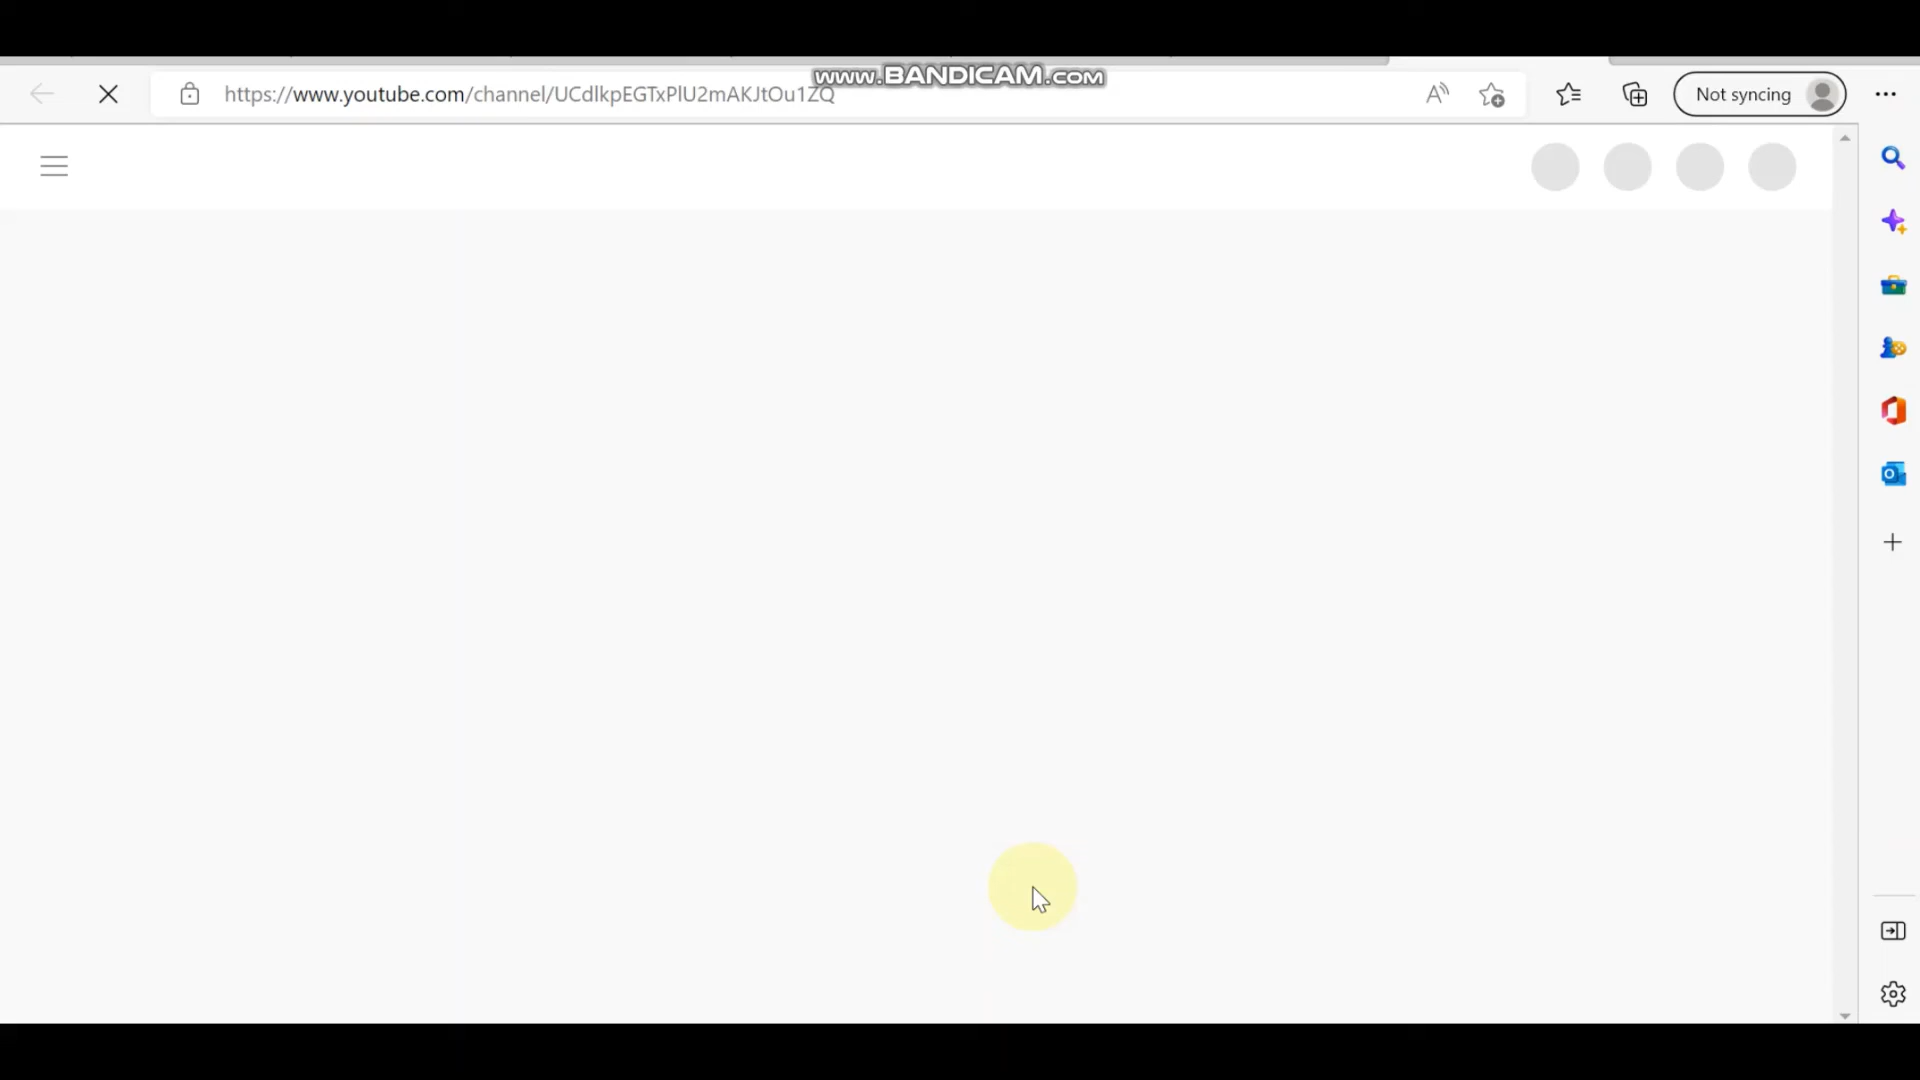 www.BANDICAM.com
https://www.youtube.com/channel/UCdlkpEGTxPlU2mAKJtOu1ZQ
Not syncing